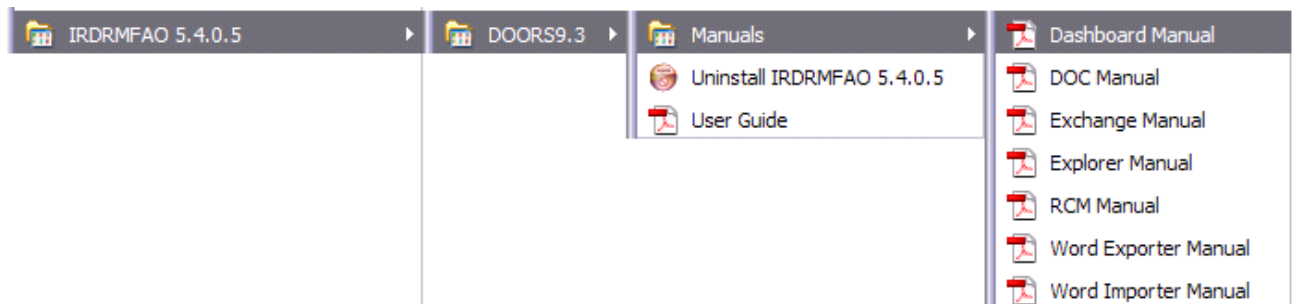 IRDRMFAO 5.4.0.5
DOORS9.3
Manuals
Uninstall IRDRMFAO 5.4.0.5
User Guide
Dashboard Manual
DOC Manual
Exchange Manual
Explorer Manual
RCM Manual
Word Exporter Manual
Word Importer Manual